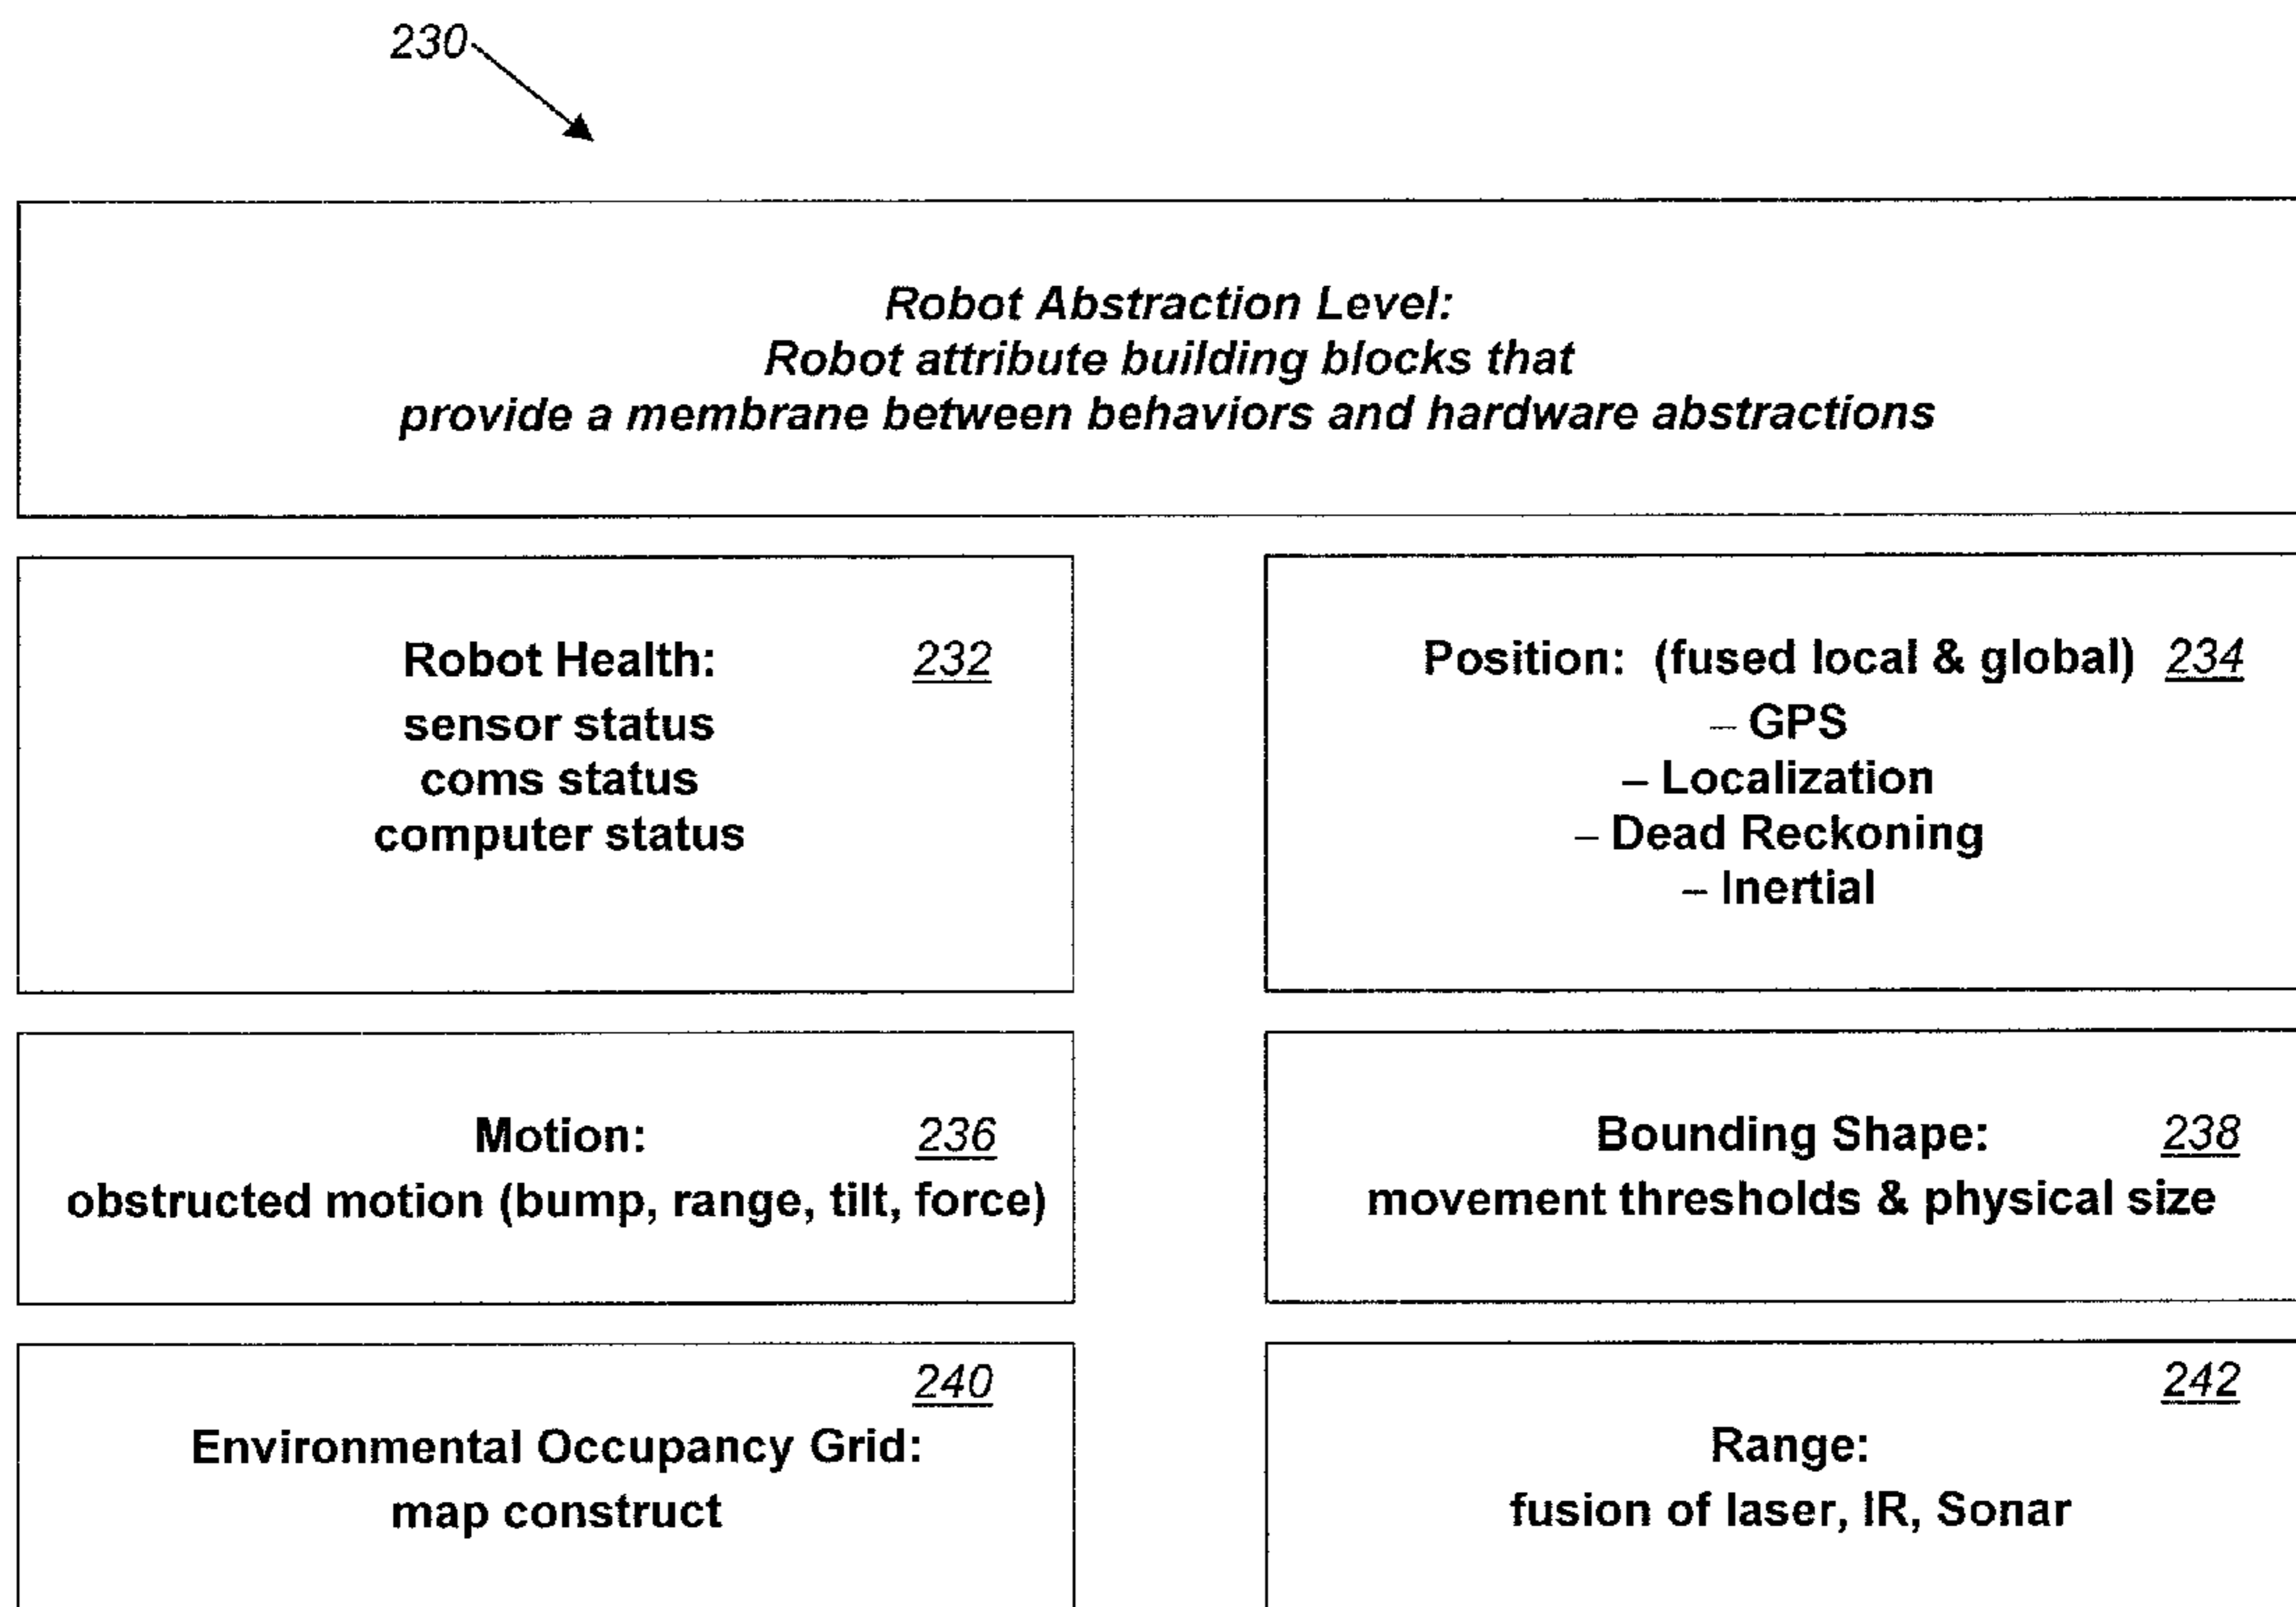 230
Robot Abstraction Level:
Robot attribute building blocks that
provide a membrane between behaviors and hardware abstractions
Robot Health: 232
sensor status
coms status
computer status
Position: (fused local & global) 234
– GPS
– Localization
– Dead Reckoning
– Inertial
Motion: 236
obstructed motion (bump, range, tilt, force)
Bounding Shape: 238
movement thresholds & physical size
240
Environmental Occupancy Grid:
map construct
242
Range:
fusion of laser, IR, Sonar